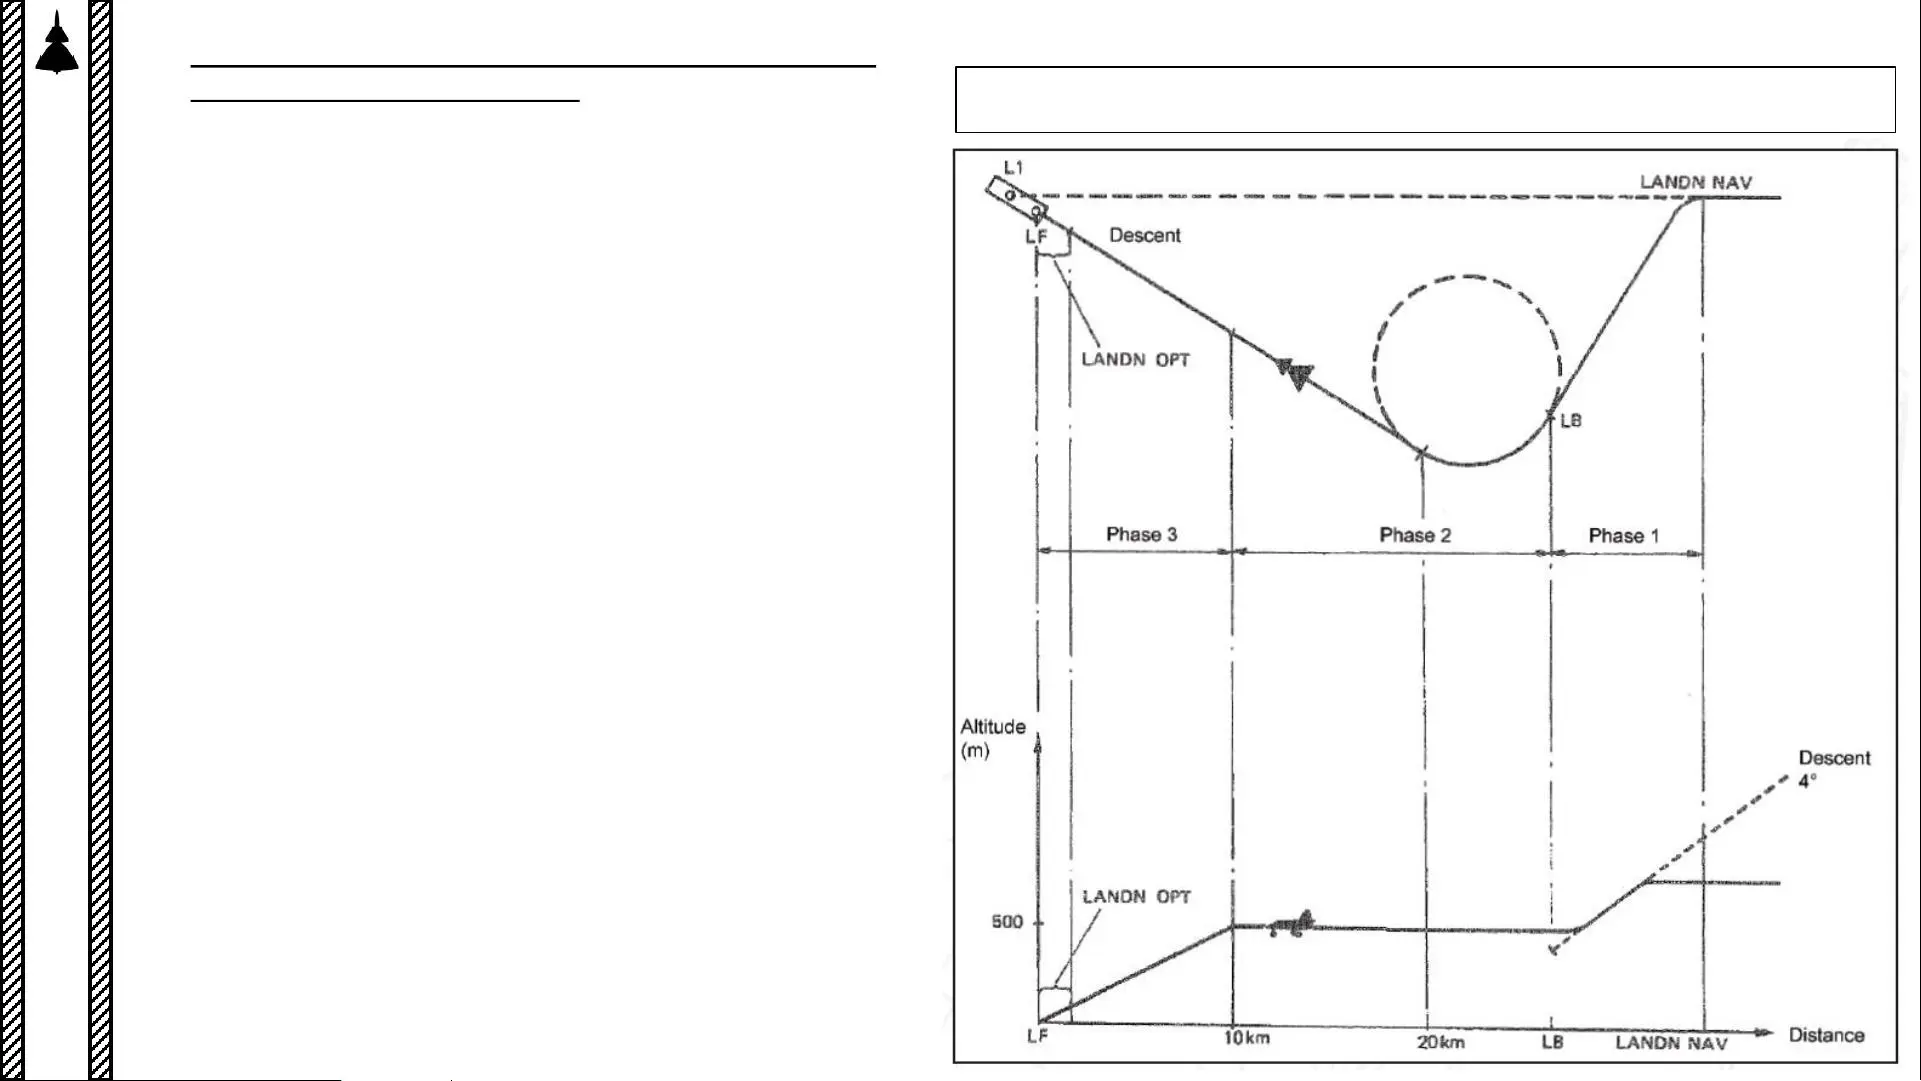 L1
LANDN NAV
LF
Descent
LANDN OPT
LB
Phase 3
Phase 2
Phase 1
Altitude
(m)
Descent
4°
LANDN OPT
500
LF
10km
20km
LB
LANDN NAV
Distance